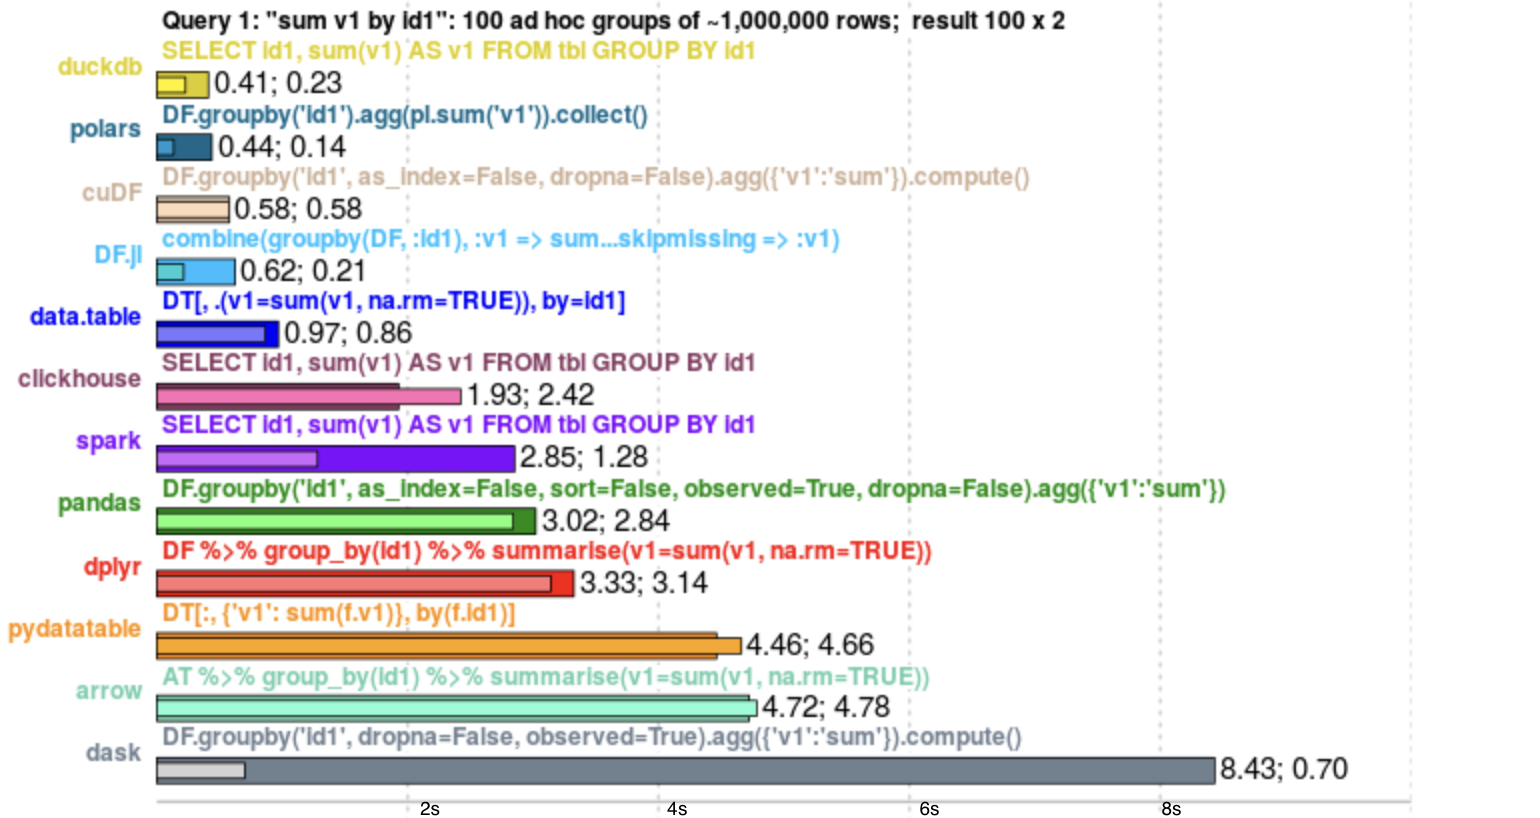 Query 1: "sum v1 by id1": 100 ad hoc groups of ~1,000,000 rows; result 100 x 2
SELECT id1, sum(v1) AS v1 FROM tbl GROUP BY id1
duckdb
0.41; 0.23
DF.groupby('id1').agg(pl.sum('v1')).collect()
polars
0.44; 0.14
DF.groupby('id1', as_index=False, dropna=False).agg({'v1':'sum'}).compute()
cuDF
0.58; 0.58
combine(groupby(DF, :id1), :v1 => sum...skipmissing => :v1)
DF.jl
0.62; 0.21
DT[, .(v1=sum(v1, na.rm=TRUE)), by=id1]
data.table
0.97; 0.86
SELECT id1, sum(v1) AS v1 FROM tbl GROUP BY id1
clickhouse
1.93; 2.42
SELECT id1, sum(v1) AS v1 FROM tbl GROUP BY id1
spark
2.85; 1.28
DF.groupby('id1', as_index=False, sort=False, observed=True, dropna=False).agg({'v1':'sum'})
pandas
3.02; 2.84
DF %>% group_by(id1) %>% summarise(v1=sum(v1, na.rm=TRUE))
dplyr
3.33; 3.14
DT[:, {'v1': sum(f.v1)}, by(f.id1)]
pydatatable
4.46; 4.66
AT %>% group_by(id1) %>% summarise(v1=sum(v1, na.rm=TRUE))
arrow
4.72; 4.78
DF.groupby('id1', dropna=False, observed=True).agg({'v1':'sum'}).compute()
dask
8.43; 0.70
2s 4s 6s 8s